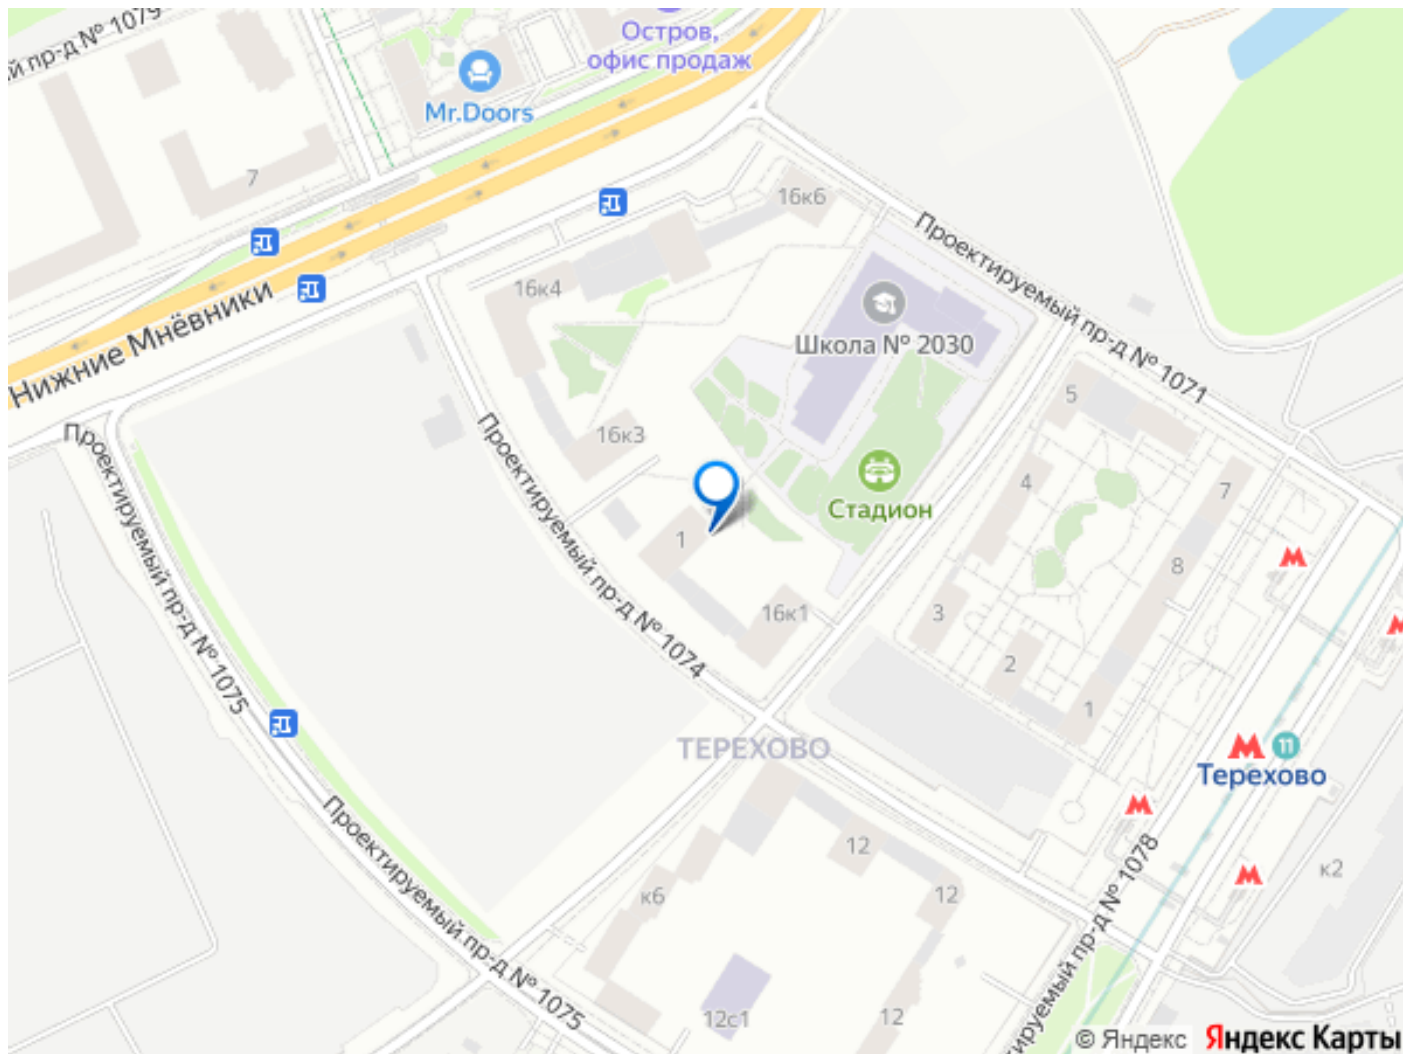 й пр-д № 1079
Остров,
офис продаж
Mr.Doors
7
16к6
Проектируемый пр-д № 1071
16к4
Школа № 2030
Нижние Мнёвники
5
16к3
Проектируемый пр-д № 1074
Проектируемый пр-д № 1075
Стадион
4
7
1
8
16к1
3
2
1
ТЕРЕХОВО
11
Терехово
Проектируемый пр-д № 1075
12
к6
12
к2
ектируемый пр-д № 1078
12с1
12
© Яндекс
Яндекс Карты